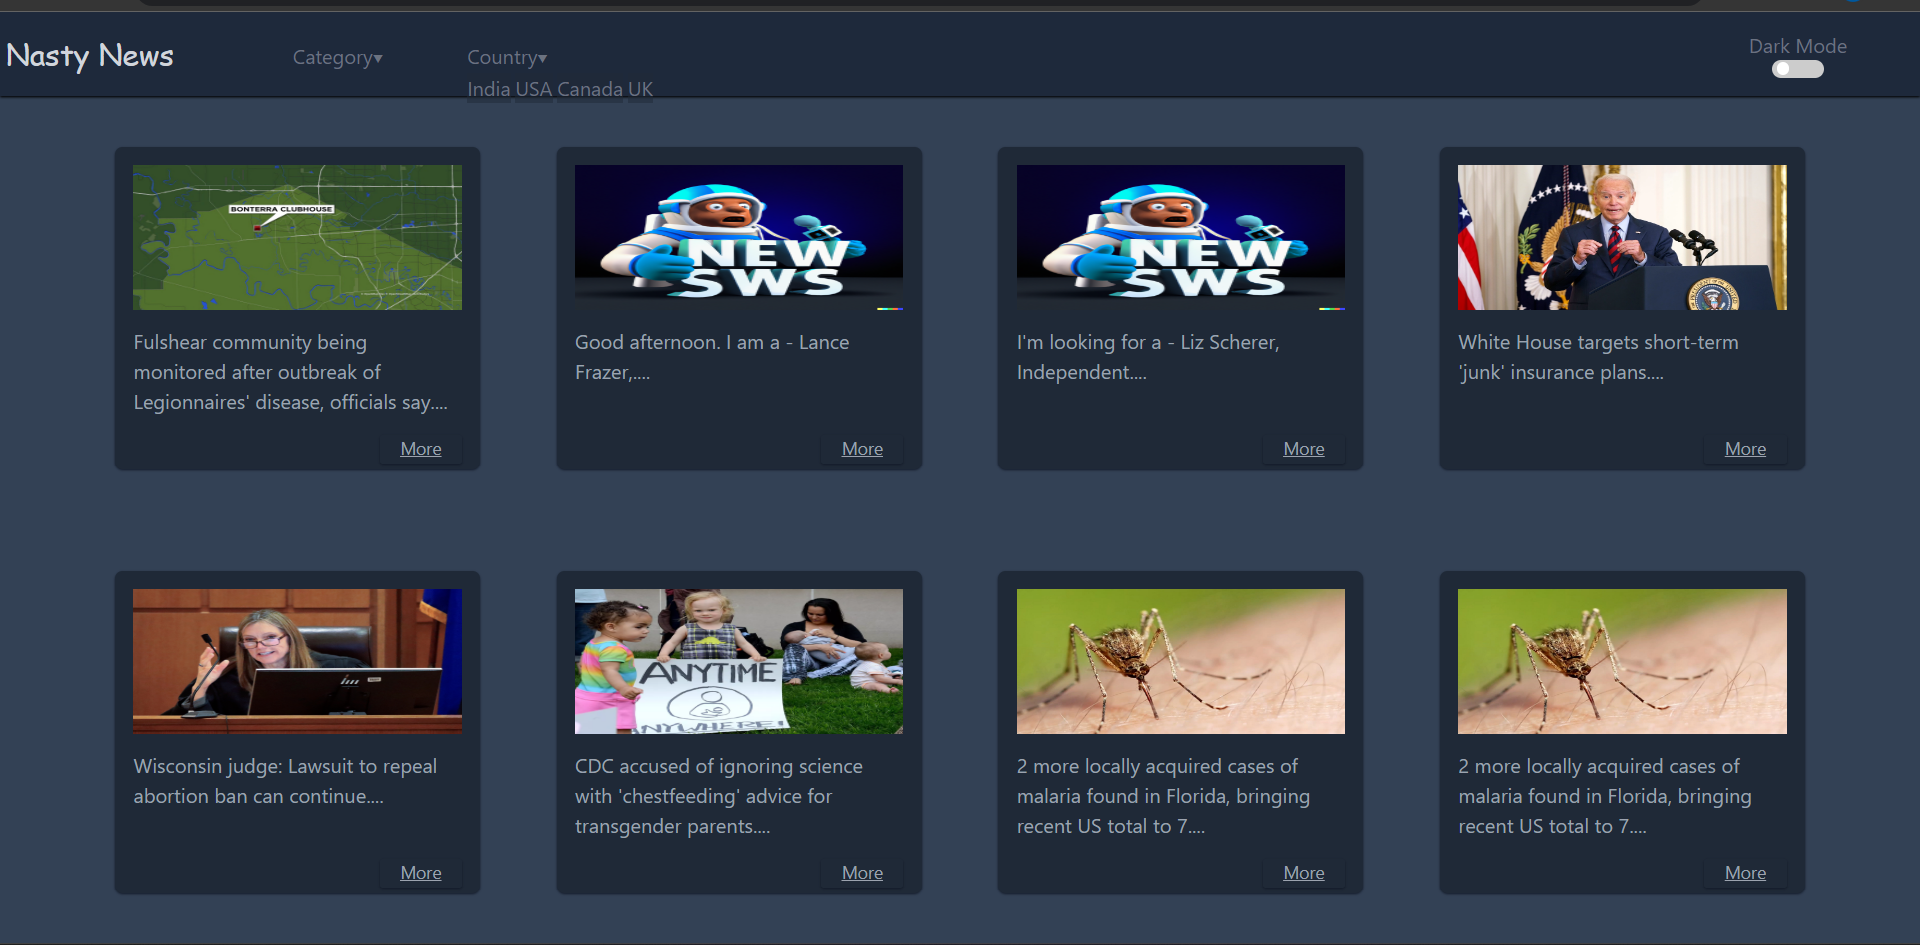 Nasty News
Category▾
Country▾
Dark Mode
India USA Canada UK
BONTERRA CLUBHOUSE
Fulshear community being
monitored after outbreak of
Legionnaires' disease, officials say....
More
NEW
SWS
Good afternoon. I am a - Lance
Frazer,....
More
NEW
SWS
I'm looking for a - Liz Scherer,
Independent....
More
White House targets short-term
'junk' insurance plans....
More
Wisconsin judge: Lawsuit to repeal
abortion ban can continue....
More
ANYTIME
ANYWHERE!
CDC accused of ignoring science
with 'chestfeeding' advice for
transgender parents....
More
2 more locally acquired cases of
malaria found in Florida, bringing
recent US total to 7....
More
2 more locally acquired cases of
malaria found in Florida, bringing
recent US total to 7....
More